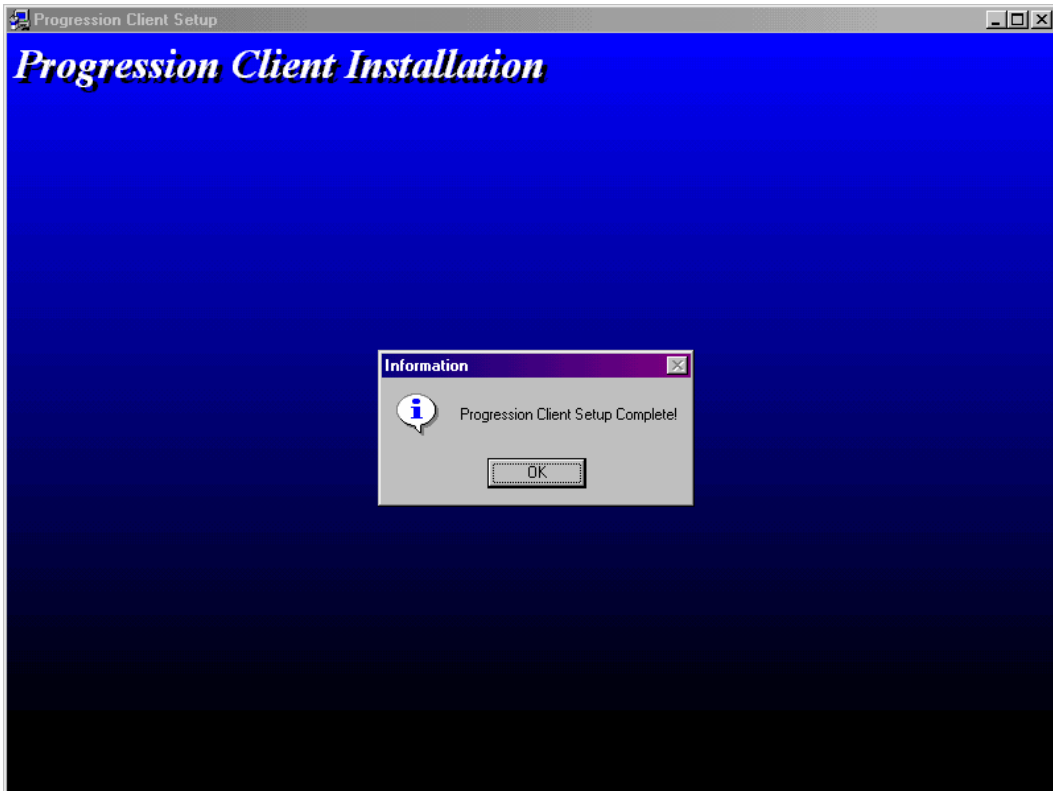 Progression Client Setup
Progression Client Installation
Information
Progression Client Setup Complete!
OK